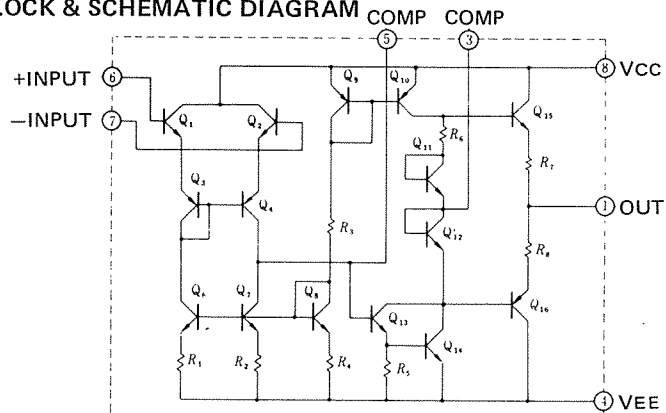 LOCK & SCHEMATIC DIAGRAM
COMP COMP
5 3
+INPUT 6
8 VCC
−INPUT 7
Q1 Q2 Q9 Q10 Q15
R6
Q11
R7
Q3 Q4
R3
Q12
1 OUT
R8
Q6 Q7 Q8
Q13
Q16
Q14
R1 R2 R4 R5
4 VEE